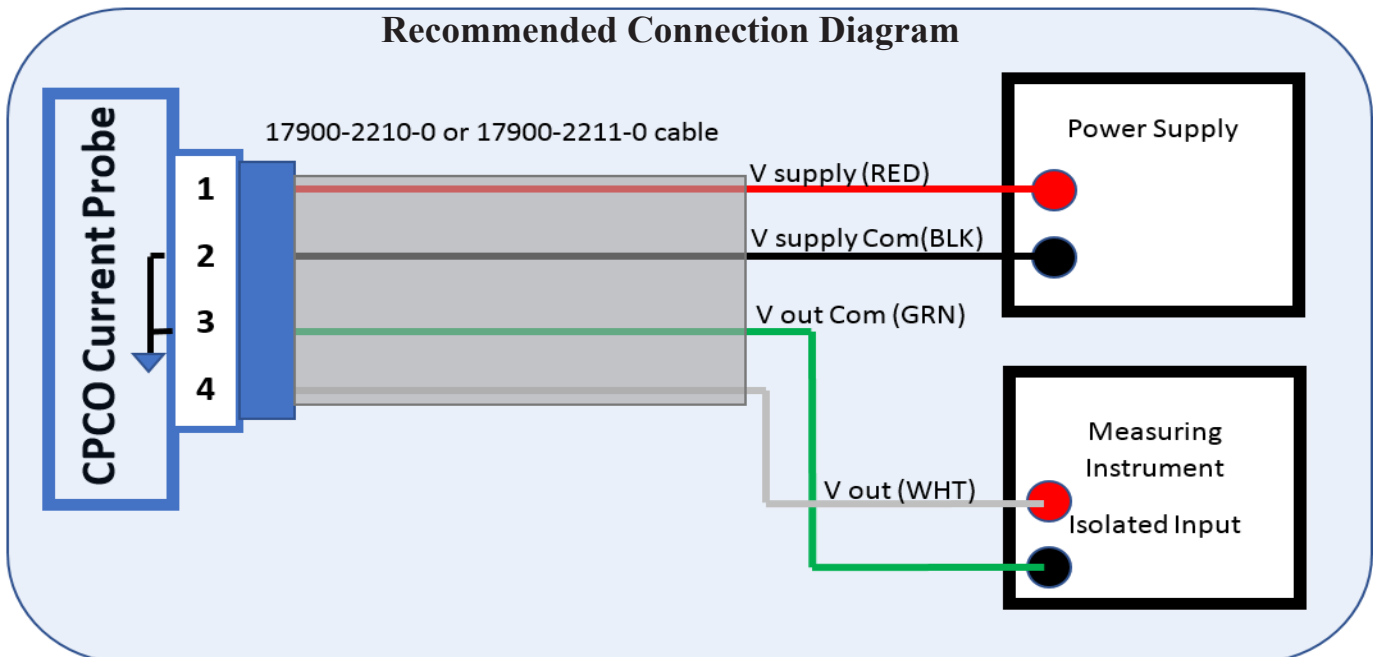 Recommended Connection Diagram
CPCO Current Probe
17900-2210-0 or 17900-2211-0 cable
1
2
3
4
V supply (RED)
V supply Com(BLK)
V out Com (GRN)
V out (WHT)
Power Supply
Measuring
Instrument
Isolated Input